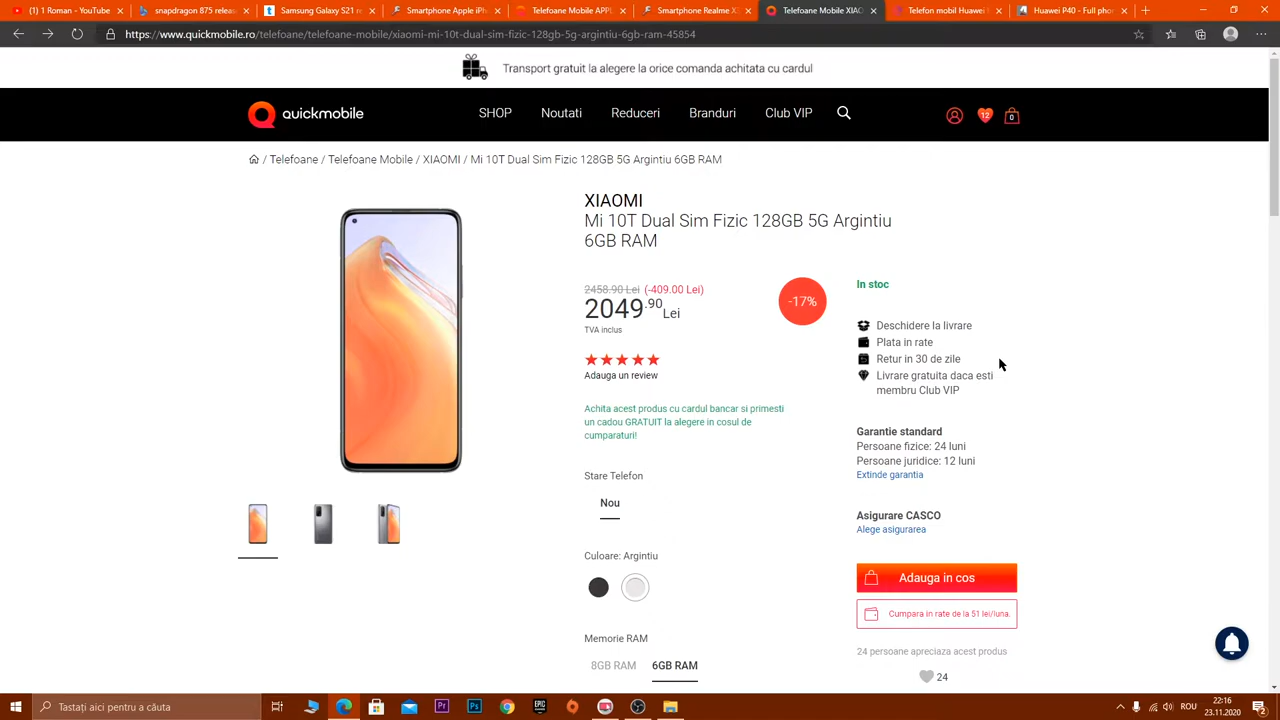 (1) 1 Roman - YouTube
snapdragon 875 releas
Samsung Galaxy S21 r
Smartphone Apple iPh
Telefoane Mobile APPL
Smartphone Realme X
Telefoane Mobile XIAO
Telefon mobil Huawei
Huawei P40 - Full pho
https://www.quickmobile.ro/telefoane/telefoane-mobile/xiaomi-mi-10t-dual-sim-fizic-128gb-5g-argintiu-6gb-ram-45854
Transport gratuit la alegere la orice comanda achitata cu cardul
quickmobile
SHOP Noutati Reduceri Branduri Club VIP
12
0
/ Telefoane / Telefoane Mobile / XIAOMI / Mi 10T Dual Sim Fizic 128GB 5G Argintiu 6GB RAM
XIAOMI
Mi 10T Dual Sim Fizic 128GB 5G Argintiu
6GB RAM
2458.90 Lei (-409.00 Lei)
2049.90 Lei
TVA inclus
-17%
Adauga un review
Achita acest produs cu cardul bancar si primesti
un cadou GRATUIT la alegere in cosul de
cumparaturi!
Stare Telefon
Nou
Culoare: Argintiu
Memorie RAM
8GB RAM 6GB RAM
In stoc
Deschidere la livrare
Plata in rate
Retur in 30 de zile
Livrare gratuita daca esti
membru Club VIP
Garantie standard
Persoane fizice: 24 luni
Persoane juridice: 12 luni
Extinde garantia
Asigurare CASCO
Alege asigurarea
Adauga in cos
Cumpara in rate de la 51 lei/luna.
24 persoane apreciaza acest produs
24
Tastați aici pentru a căuta
Pr
Ps
EPIC
ROU
22:16
23.11.2020
2